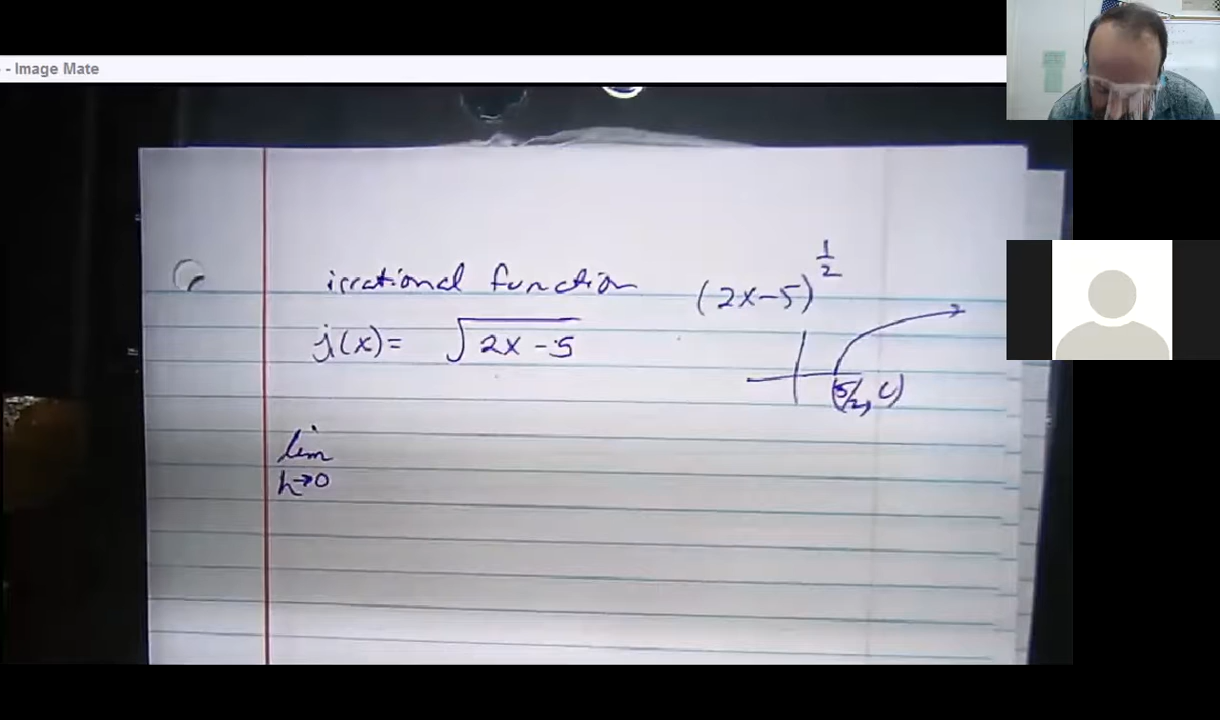 - Image Mate
irrational function
(2x-5)^{1/2}
j(x)= √(2x-5)
(5/2, 0)
lim
h→0